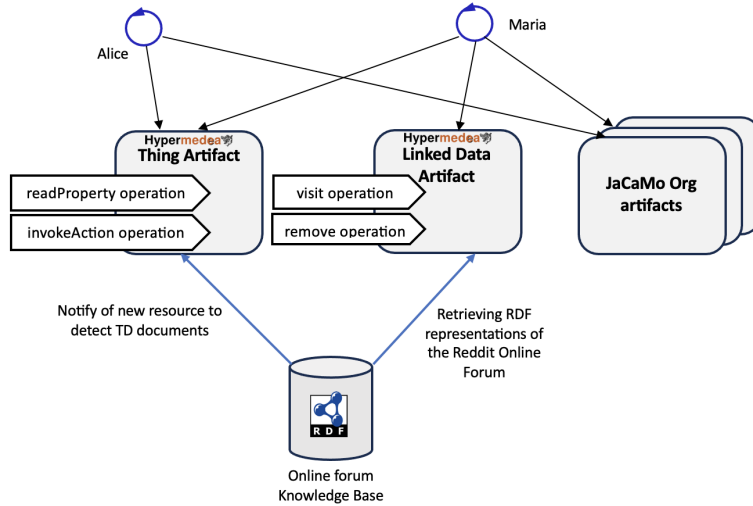 Alice
Maria
Hypermedea
Thing Artifact
readProperty operation
invokeAction operation
Hypermedea
Linked Data
Artifact
visit operation
remove operation
JaCaMo Org
artifacts
Notify of new resource to
detect TD documents
Retrieving RDF
representations of
the Reddit Online
Forum
RDF
Online forum
Knowledge Base